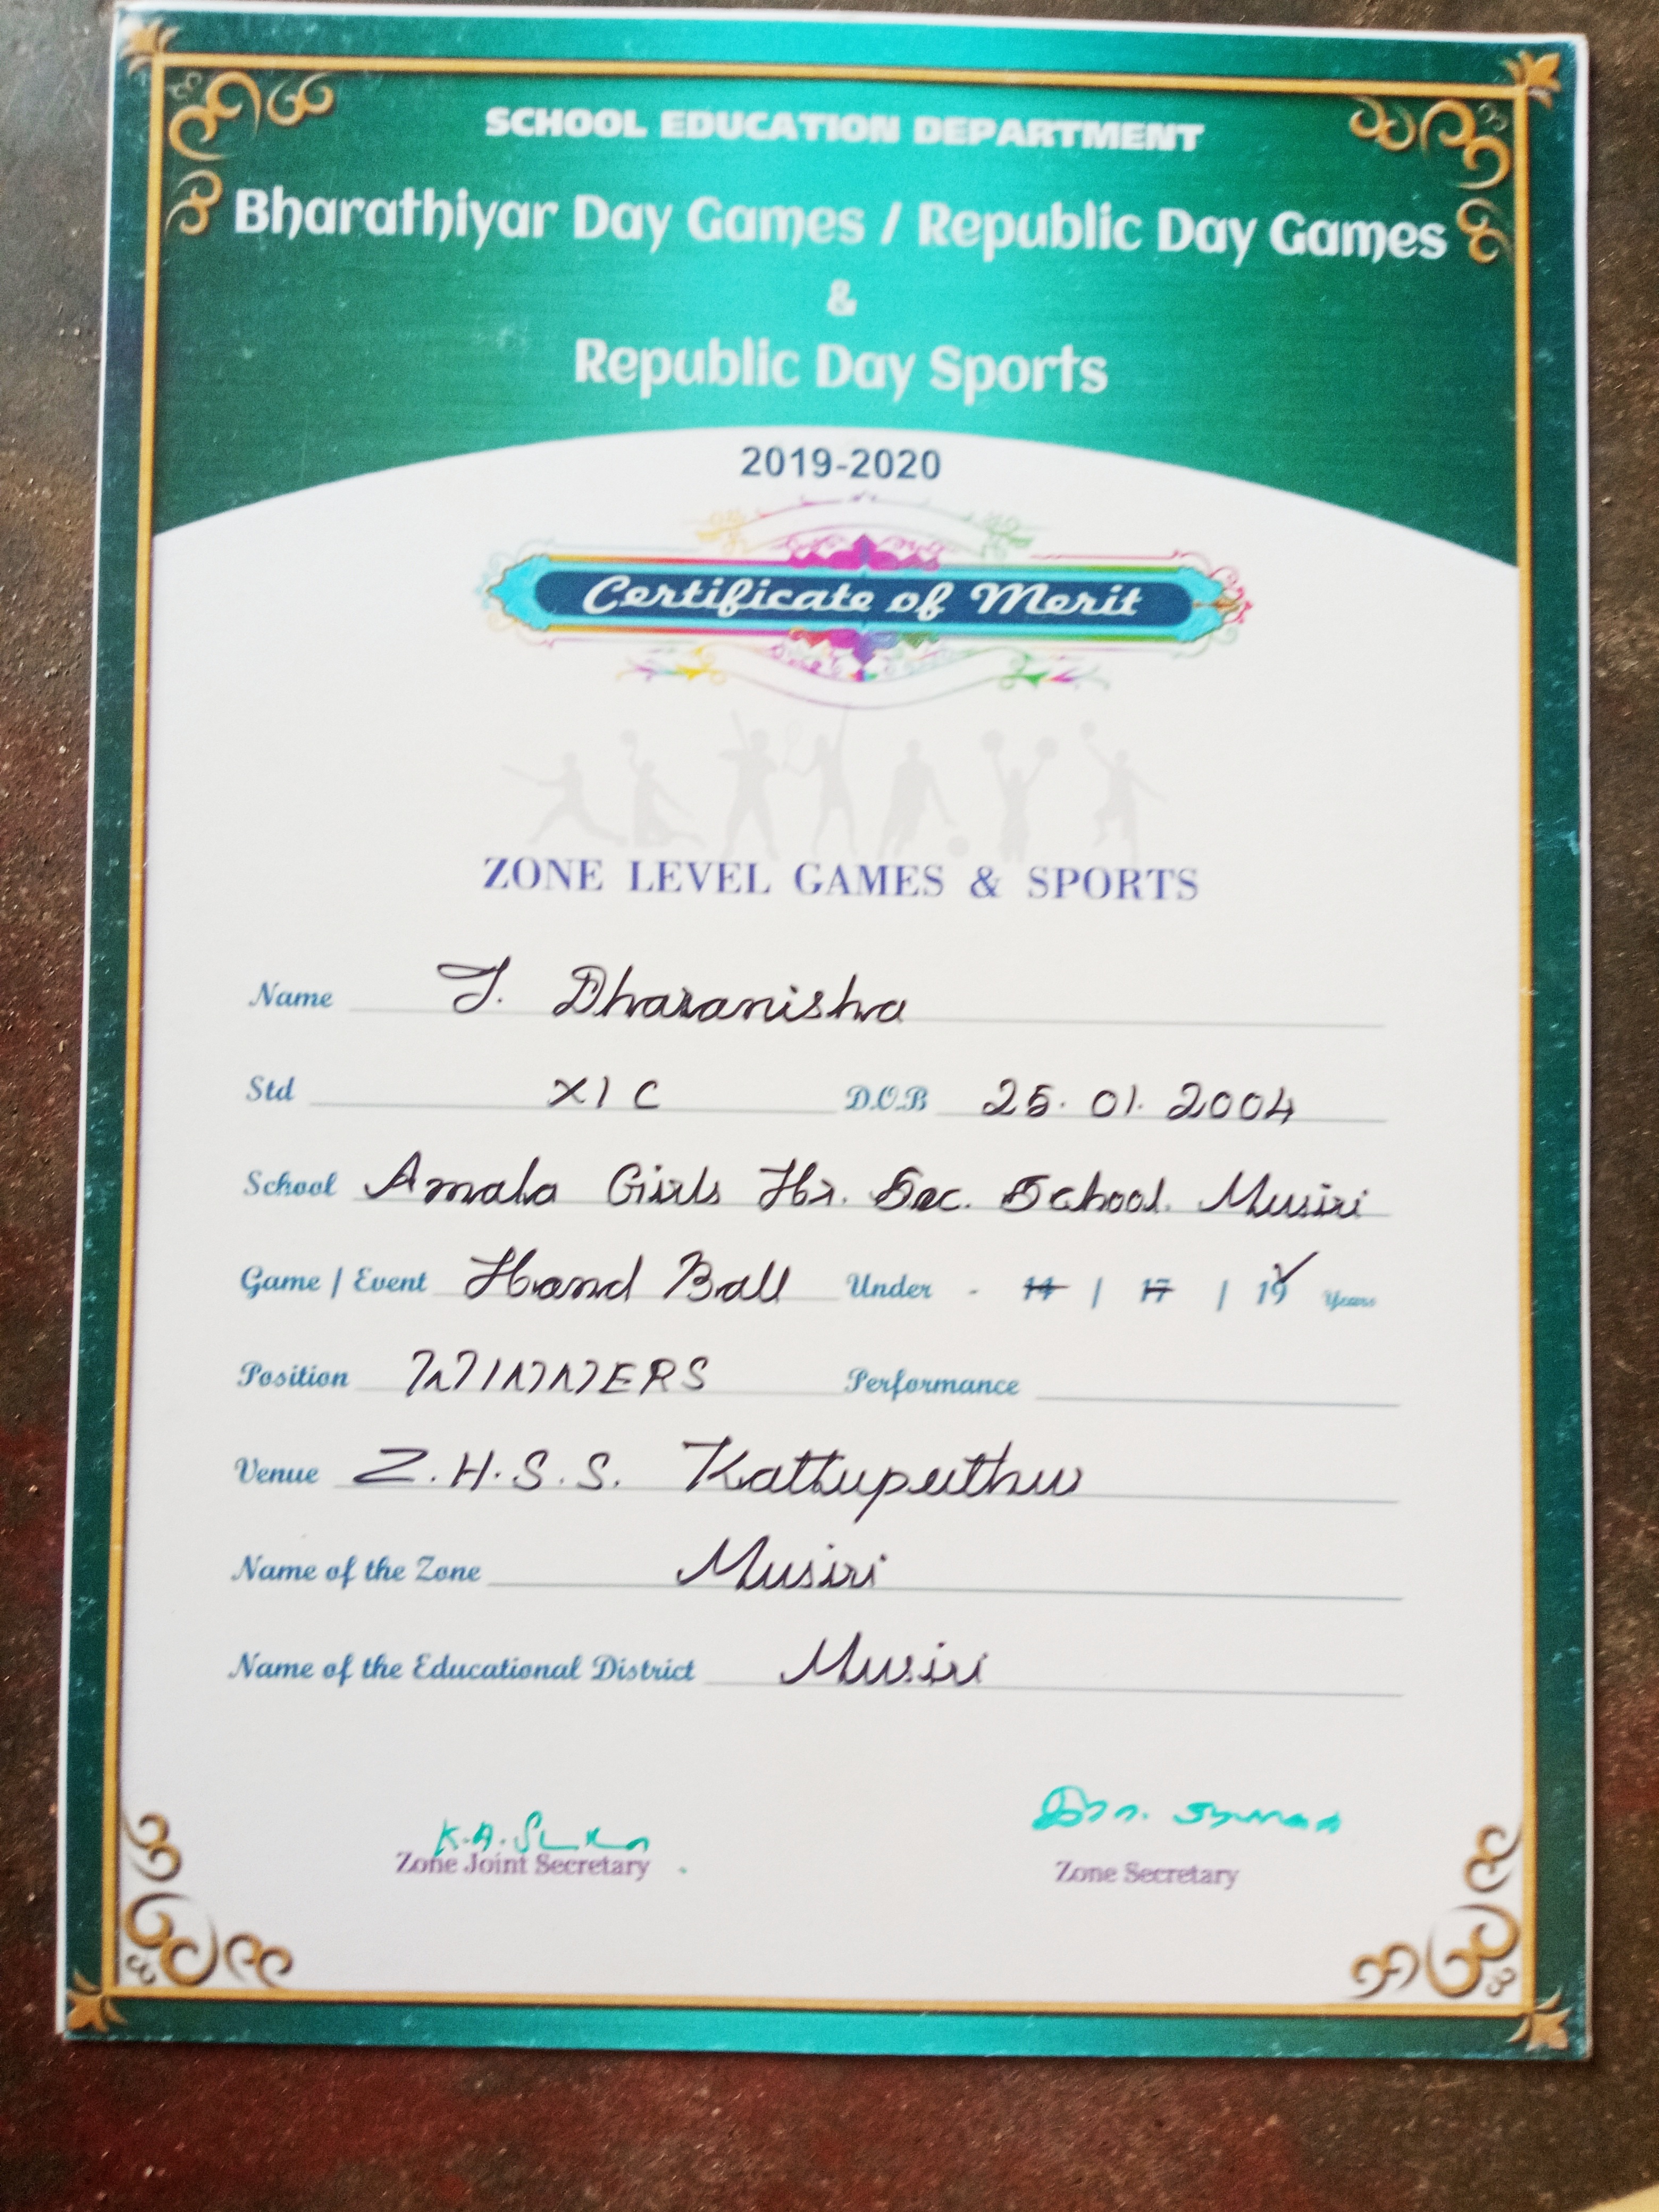 SCHOOL EDUCATION DEPARTMENT
Bharathiyar Day Games / Republic Day Games
&
Republic Day Sports
2019-2020
Certificate of Merit
ZONE LEVEL GAMES & SPORTS
Name J. Dharanisha
Std XI C D.O.B 25.01.2004
School Amala Girls Hr. Sec. School. Musiri
Game / Event Hand Ball Under - 14 | 17 | 19 Years
Position WINNERS Performance
Venue Z.H.S.S. Kattuputhur
Name of the Zone Musiri
Name of the Educational District Musiri
K.A.
Zone Joint Secretary Zone Secretary